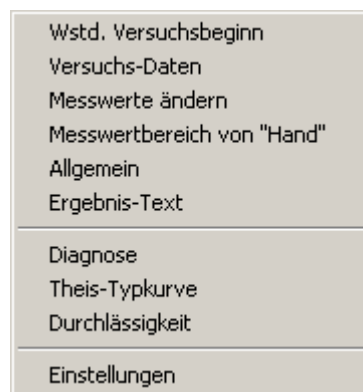 Wstd. Versuchsbeginn
Versuchs-Daten
Messwerte ändern
Messwertbereich von "Hand"
Allgemein
Ergebnis-Text
Diagnose
Theis-Typkurve
Durchlässigkeit
Einstellungen